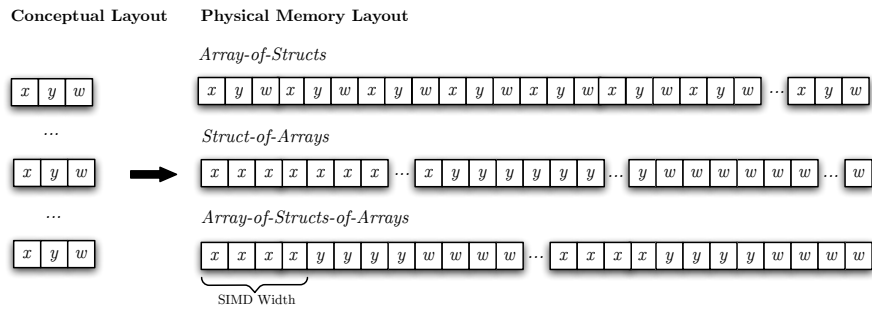 Conceptual Layout
Physical Memory Layout
Array-of-Structs
x y w
x y w x y w x y w x y w x y w x y w x y w ... x y w
...
Struct-of-Arrays
x y w
x x x x x x x ... x y y y y y y ... y w w w w w w ... w
...
Array-of-Structs-of-Arrays
x y w
x x x x y y y y w w w w ... x x x x y y y y w w w w
SIMD Width